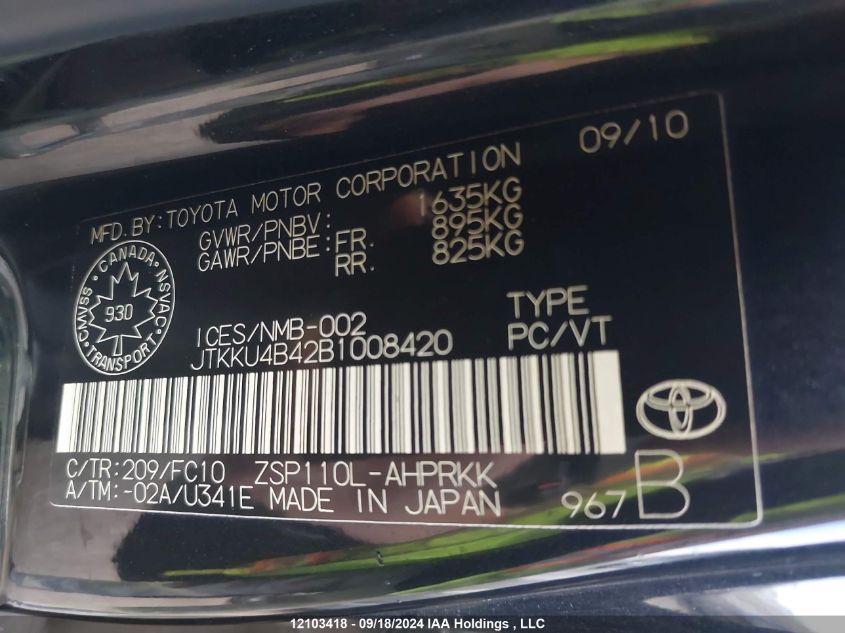 09/10
MFD.BY:TOYOTA MOTOR CORPORATION
GVWR/PNBV: 1635KG
GAWR/PNBE:FR. 895KG
RR. 825KG
CANADA
CMVSS 930 NSVAC
TRANSPORT
ICES/NMB-002 TYPE
JTKKU4B42B1008420 PC/VT
C/TR:209/FC10 ZSP110L-AHPRKK
A/TM:-02A/U341E MADE IN JAPAN 967 B
12103418 - 09/18/2024 IAA Holdings , LLC